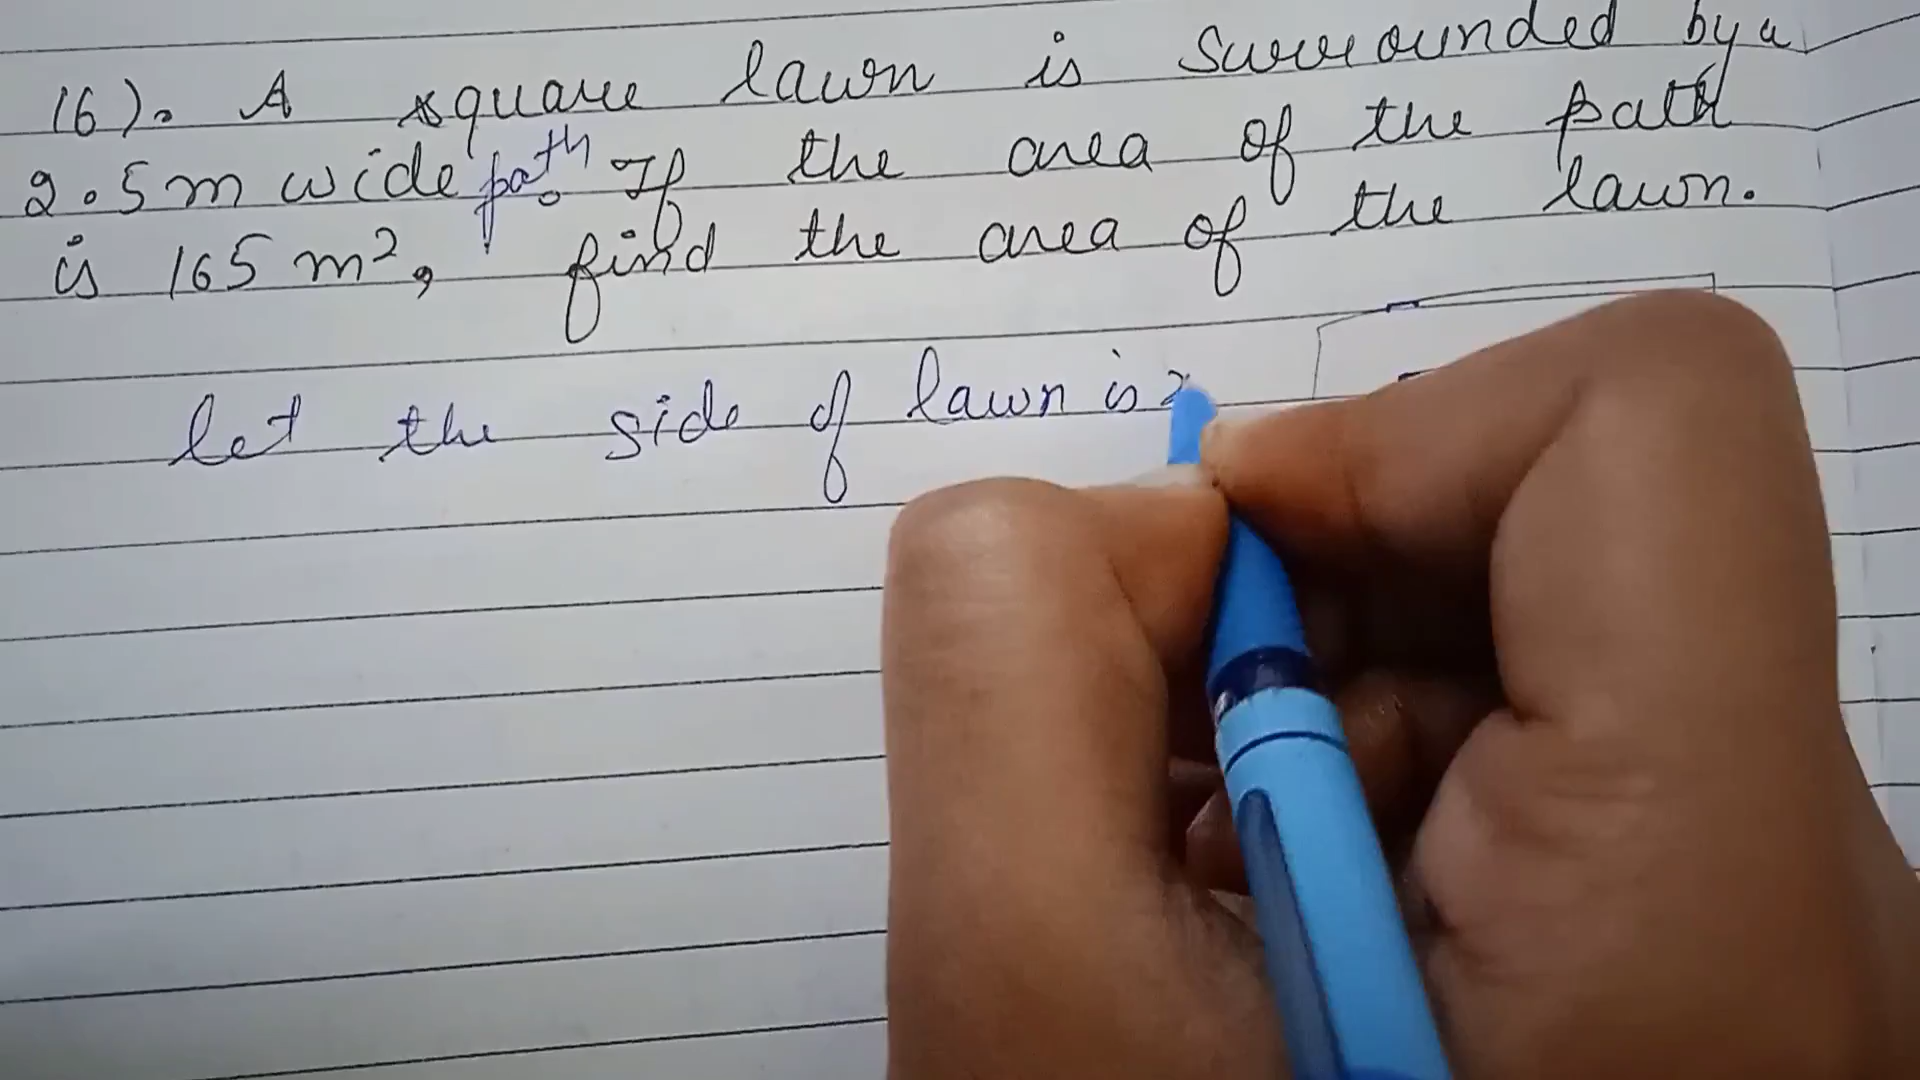 16). A square lawn is surrounded by a
2.5m wide path. If the area of the path
is 165 m², find the area of the lawn.
let the side of lawn is x